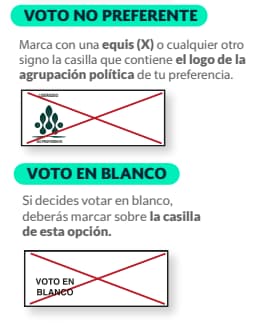 VOTO NO PREFERENTE
Marca con una equis (X) o cualquier otro
signo la casilla que contiene el logo de la
agrupación política de tu preferencia.
VOTO EN BLANCO
Si decides votar en blanco,
deberás marcar sobre la casilla
de esta opción.
VOTO EN
BLANCO